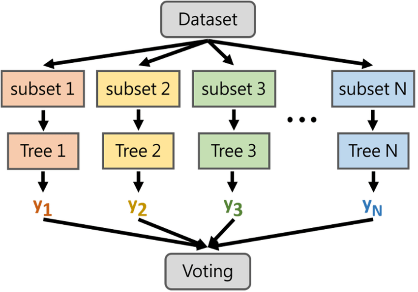 Dataset
subset 1 subset 2 subset 3 subset N
...
Tree 1 Tree 2 Tree 3 Tree N
y1 y2 y3 yN
Voting